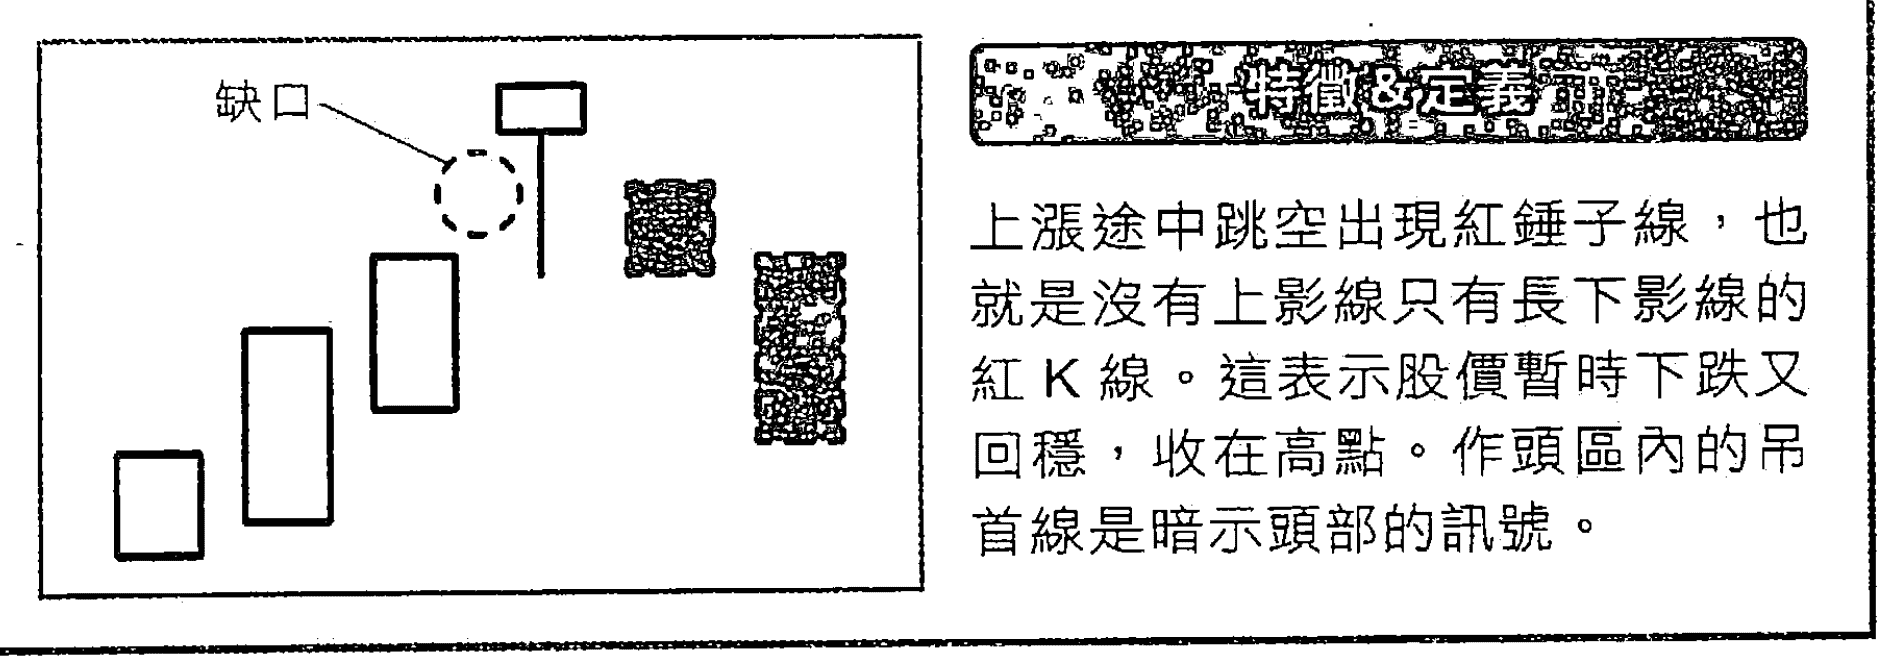 缺口
特徵&定義
上漲途中跳空出現紅錘子線，也
就是沒有上影線只有長下影線的
紅 K 線。這表示股價暫時下跌又
回穩，收在高點。作頭區內的吊
首線是暗示頭部的訊號。